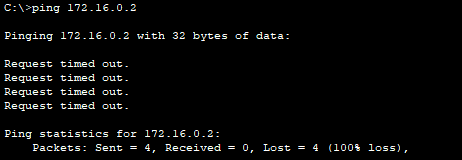 C:\>ping 172.16.0.2
Pinging 172.16.0.2 with 32 bytes of data:
Request timed out.
Request timed out.
Request timed out.
Request timed out.
Ping statistics for 172.16.0.2:
    Packets: Sent = 4, Received = 0, Lost = 4 (100% loss),